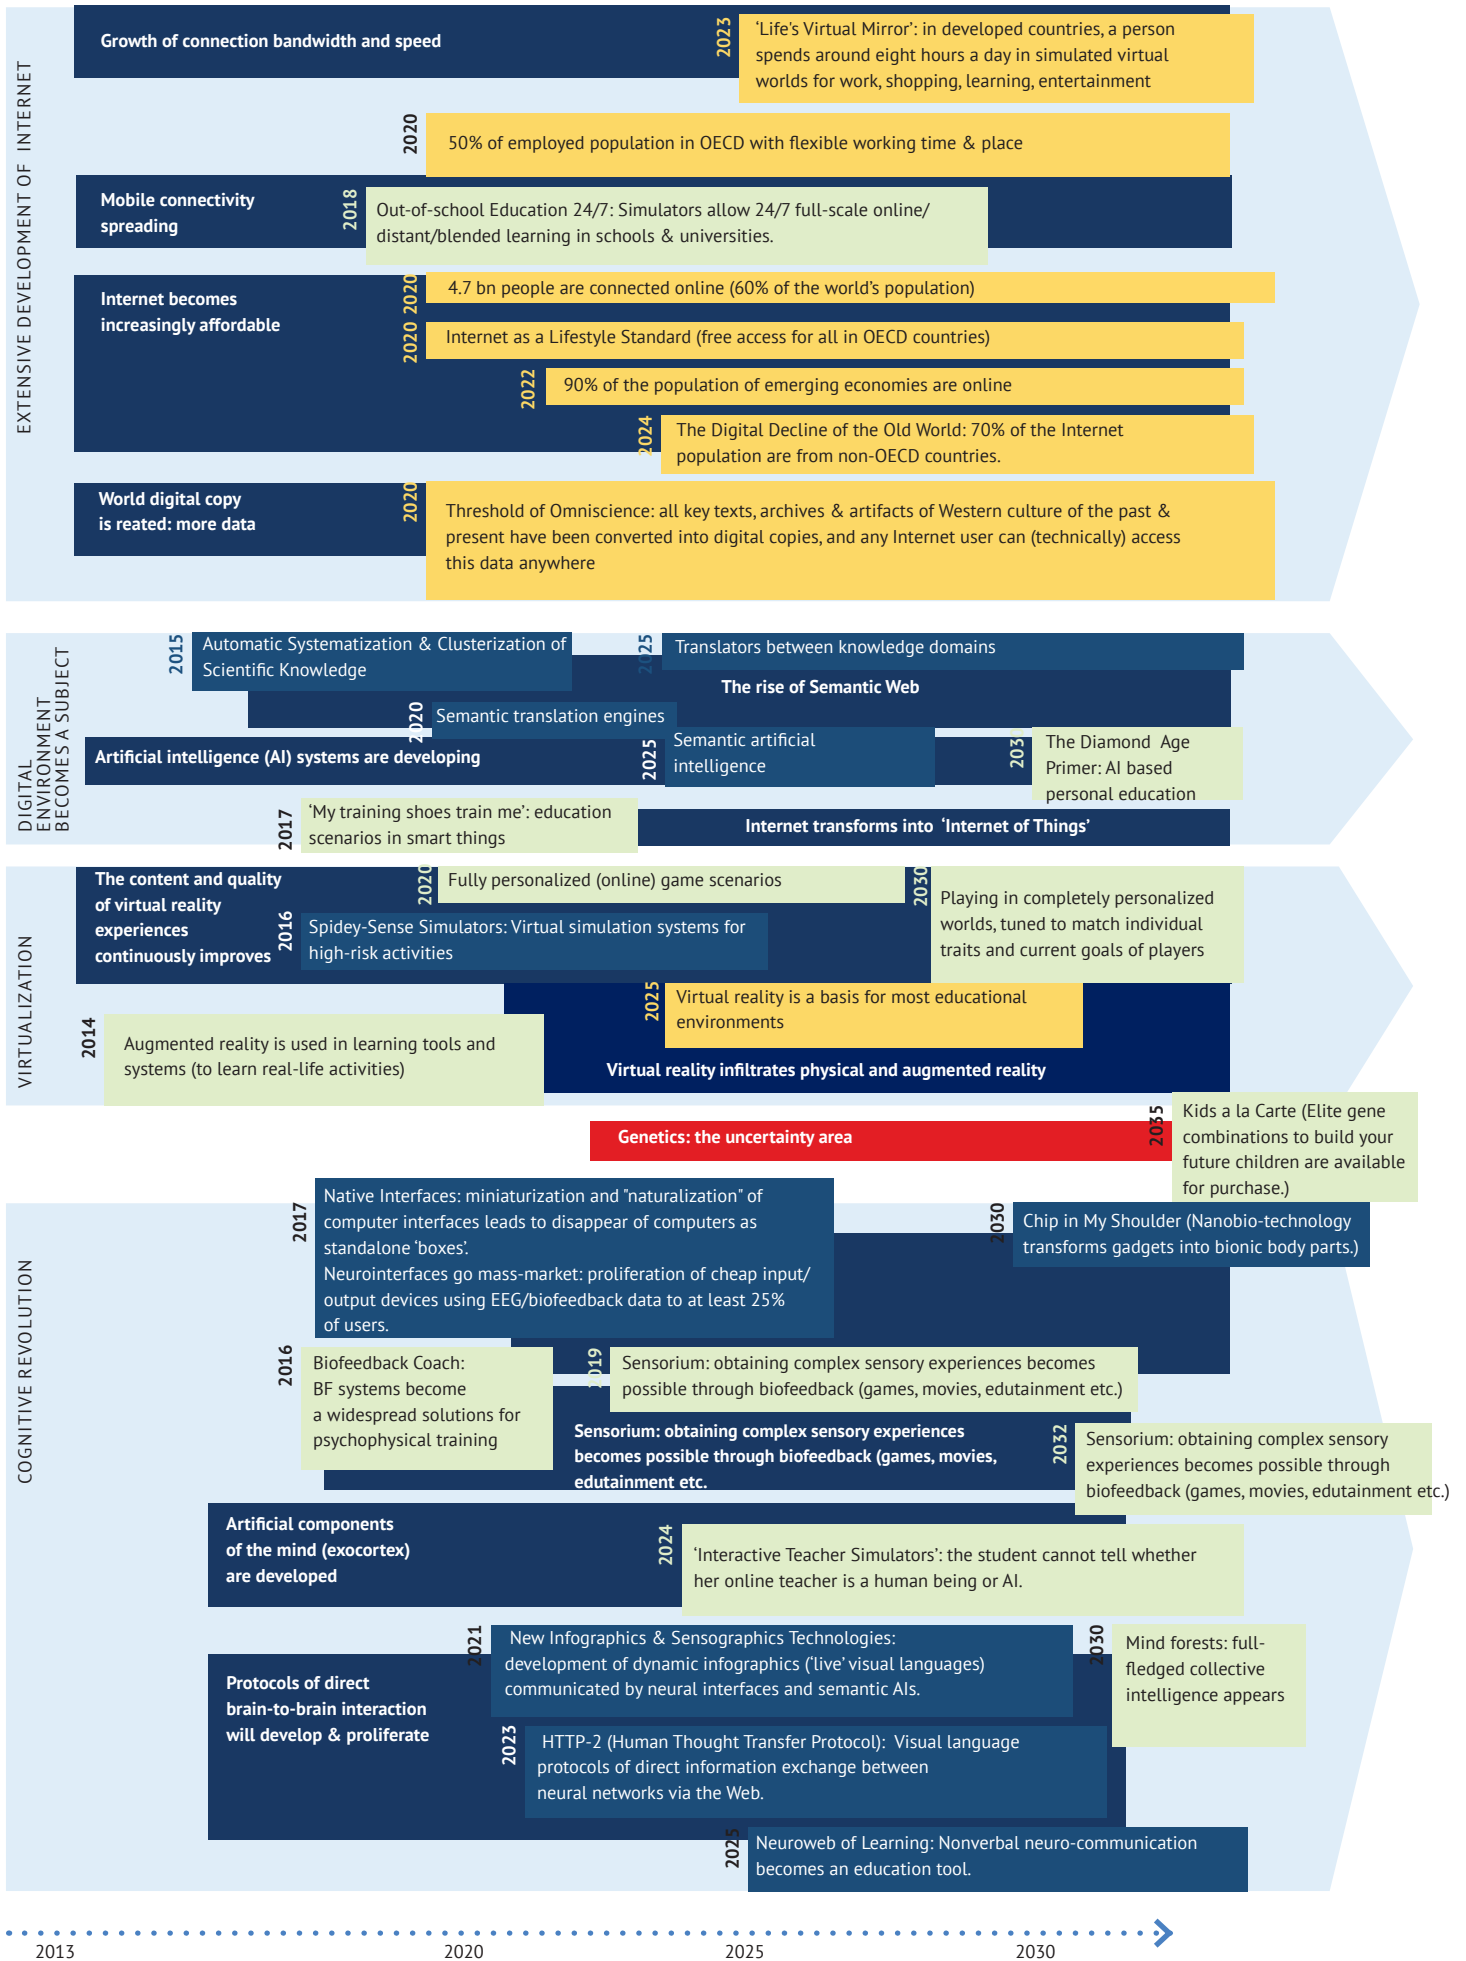 EXTENSIVE DEVELOPMENT OF INTERNET
Growth of connection bandwidth and speed
2023
‘Life's Virtual Mirror’: in developed countries, a person
spends around eight hours a day in simulated virtual
worlds for work, shopping, learning, entertainment
2020
50% of employed population in OECD with flexible working time & place
Mobile connectivity
spreading
2018
Out-of-school Education 24/7: Simulators allow 24/7 full-scale online/
distant/blended learning in schools & universities.
Internet becomes
increasingly affordable
2020
4.7 bn people are connected online (60% of the world’s population)
2020
Internet as a Lifestyle Standard (free access for all in OECD countries)
2022
90% of the population of emerging economies are online
2024
The Digital Decline of the Old World: 70% of the Internet
population are from non-OECD countries.
World digital copy
is reated: more data
2020
Threshold of Omniscience: all key texts, archives & artifacts of Western culture of the past &
present have been converted into digital copies, and any Internet user can (technically) access
this data anywhere
DIGITAL
ENVIRONMENT
BECOMES A SUBJECT
2015
Automatic Systematization & Clusterization of
Scientific Knowledge
2025
Translators between knowledge domains
The rise of Semantic Web
2020
Semantic translation engines
Artificial intelligence (AI) systems are developing
2025
Semantic artificial
intelligence
The Diamond Age
Primer: AI based
personal education
2017
‘My training shoes train me’: education
scenarios in smart things
Internet transforms into ‘Internet of Things’
VIRTUALIZATION
The content and quality
of virtual reality
experiences
continuously improves
2020
Fully personalized (online) game scenarios
2016
Spidey-Sense Simulators: Virtual simulation systems for
high-risk activities
2030
Playing in completely personalized
worlds, tuned to match individual
traits and current goals of players
2025
Virtual reality is a basis for most educational
environments
2014
Augmented reality is used in learning tools and
systems (to learn real-life activities)
Virtual reality infiltrates physical and augmented reality
Genetics: the uncertainty area
2035
Kids a la Carte (Elite gene
combinations to build your
future children are available
for purchase.)
COGNITIVE REVOLUTION
2017
Native Interfaces: miniaturization and "naturalization" of
computer interfaces leads to disappear of computers as
standalone ‘boxes’.
Neurointerfaces go mass-market: proliferation of cheap input/
output devices using EEG/biofeedback data to at least 25%
of users.
2030
Chip in My Shoulder (Nanobio-technology
transforms gadgets into bionic body parts.)
2016
Biofeedback Coach:
BF systems become
a widespread solutions for
psychophysical training
2019
Sensorium: obtaining complex sensory experiences becomes
possible through biofeedback (games, movies, edutainment etc.)
Sensorium: obtaining complex sensory experiences
becomes possible through biofeedback (games, movies,
edutainment etc.
2032
Sensorium: obtaining complex sensory
experiences becomes possible through
biofeedback (games, movies, edutainment etc.)
Artificial components
of the mind (exocortex)
are developed
2024
‘Interactive Teacher Simulators’: the student cannot tell whether
her online teacher is a human being or AI.
Protocols of direct
brain-to-brain interaction
will develop & proliferate
2021
New Infographics & Sensographics Technologies:
development of dynamic infographics (‘live’ visual languages)
communicated by neural interfaces and semantic AIs.
2030
Mind forests: full-
fledged collective
intelligence appears
2023
HTTP-2 (Human Thought Transfer Protocol): Visual language
protocols of direct information exchange between
neural networks via the Web.
2025
Neuroweb of Learning: Nonverbal neuro-communication
becomes an education tool.
2013 2020 2025 2030